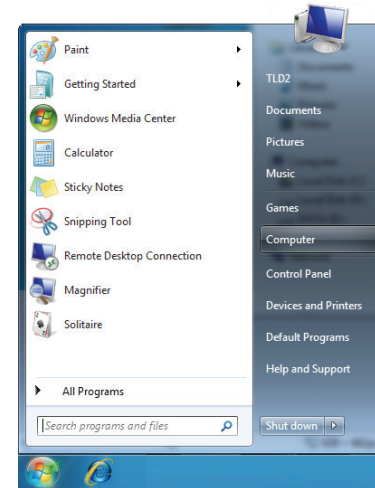 Paint
Getting Started
Windows Media Center
Calculator
Sticky Notes
Snipping Tool
Remote Desktop Connection
Magnifier
Solitaire
All Programs
Search programs and files
TLD2
Documents
Pictures
Music
Games
Computer
Control Panel
Devices and Printers
Default Programs
Help and Support
Shut down